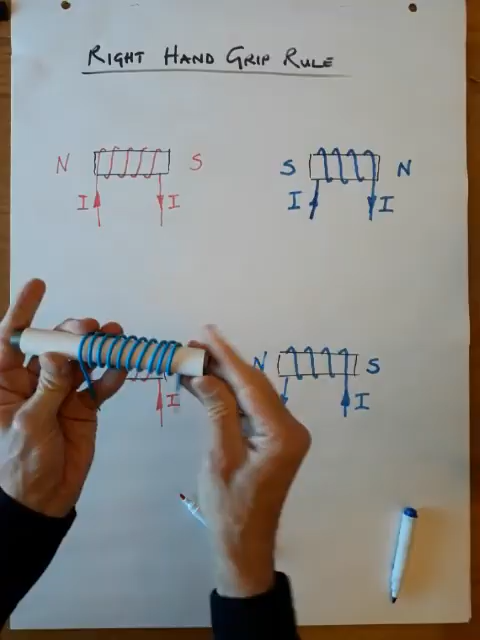 RIGHT HAND GRIP RULE
N S S N
I I I I
N S
I I